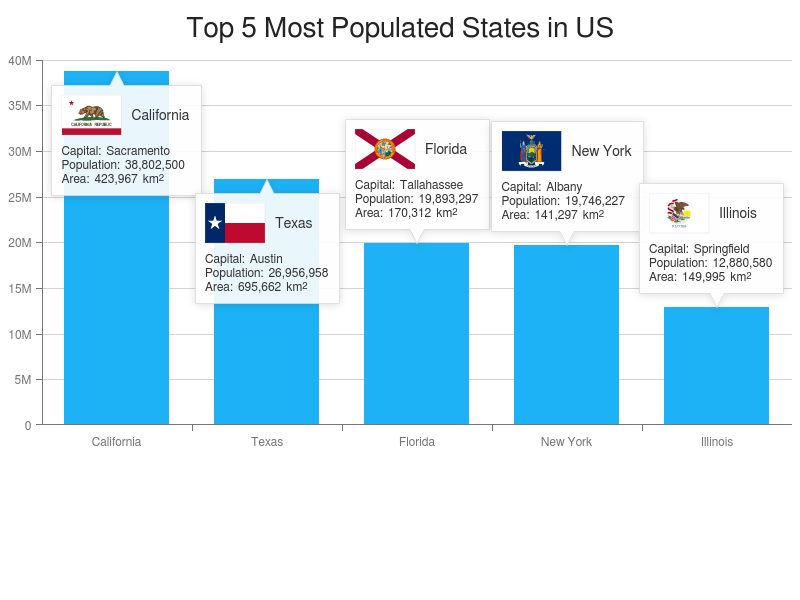 Top 5 Most Populated States in US
40M
35M
30M
25M
20M
15M
10M
5M
0
CALIFORNIA REPUBLIC
California
Capital: Sacramento
Population: 38,802,500
Area: 423,967 km2
Texas
Capital: Austin
Population: 26,956,958
Area: 695,662 km2
Florida
Capital: Tallahassee
Population: 19,893,297
Area: 170,312 km2
New York
Capital: Albany
Population: 19,746,227
Area: 141,297 km2
Illinois
Capital: Springfield
Population: 12,880,580
Area: 149,995 km2
California
Texas
Florida
New York
Illinois